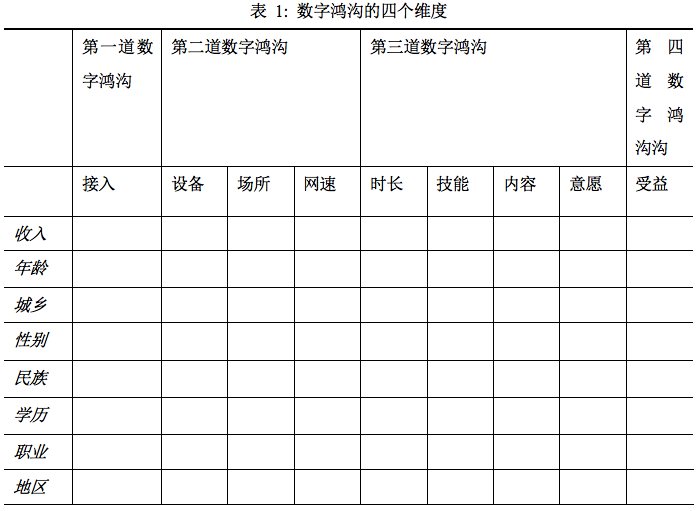 表 1: 数字鸿沟的四个维度
第一道数
字鸿沟
第二道数字鸿沟
第三道数字鸿沟
第四
道数
字鸿
沟沟
接入
设备
场所
网速
时长
技能
内容
意愿
受益
收入
年龄
城乡
性别
民族
学历
职业
地区